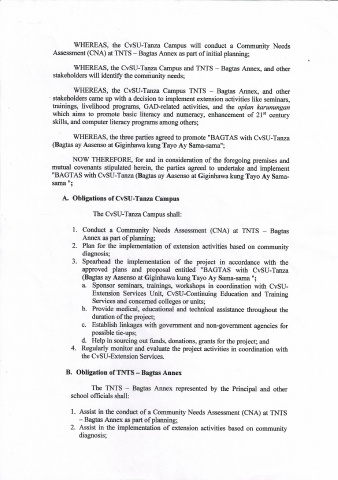 WHEREAS, the CvSU-Tanza Campus will conduct a Community Needs
Assessment (CNA) at TNTS – Bagtas Annex as part of initial planning;
WHEREAS, the CvSU-Tanza Campus and TNTS - Bagtas Annex, and other
stakeholders will identify the community needs;
WHEREAS, the CvSU-Tanza Campus TNTS – Bagtas Annex, and other
stakeholders came up with a decision to implement extension activities like seminars,
trainings, livelihood programs, GAD-related activities, and the oplan karunungan
which aims to promote basic literacy and numeracy, enhancement of 21st century
skills, and computer literacy programs among others;
WHEREAS, the three parties agreed to promote "BAGTAS with CvSU-Tanza
(Bagtas ay Aasenso at Giginhawa kung Tayo Ay Sama-sama";
NOW THEREFORE, for and in consideration of the foregoing premises and
mutual covenants stipulated herein, the parties agreed to undertake and implement
"BAGTAS with CvSU-Tanza (Bagtas ay Aasenso at Giginhawa kung Tayo Ay Sama-
sama ";
A. Obligations of CvSU-Tanza Campus
The CvSU-Tanza Campus shall:
1. Conduct a Community Needs Assessment (CNA) at TNTS – Bagtas
Annex as part of planning;
2. Plan for the implementation of extension activities based on community
diagnosis;
3. Spearhead the implementation of the project in accordance with the
approved plans and proposal entitled "BAGTAS with CvSU-Tanza
(Bagtas ay Aasenso at Giginhawa kung Tayo Ay Sama-sama ";
a. Sponsor seminars, trainings, workshops in coordination with CvSU-
Extension Services Unit, CvSU-Continuing Education and Training
Services and concerned colleges or units;
b. Provide medical, educational and technical assistance throughout the
duration of the project;
c. Establish linkages with government and non-government agencies for
possible tie-ups;
d. Help in sourcing out funds, donations, grants for the project; and
4. Regularly monitor and evaluate the project activities in coordination with
the CvSU-Extension Services.
B. Obligation of TNTS – Bagtas Annex
The TNTS – Bagtas Annex represented by the Principal and other
school officials shall:
1. Assist in the conduct of a Community Needs Assessment (CNA) at TNTS
– Bagtas Annex as part of planning;
2. Assist in the implementation of extension activities based on community
diagnosis;